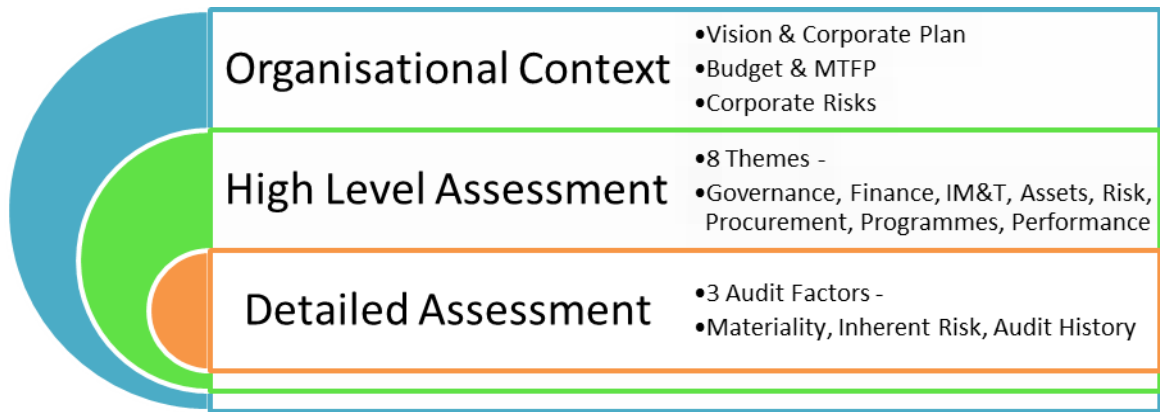 Organisational Context
•Vision & Corporate Plan
•Budget & MTFP
•Corporate Risks
High Level Assessment
•8 Themes -
•Governance, Finance, IM&T, Assets, Risk,
Procurement, Programmes, Performance
Detailed Assessment
•3 Audit Factors -
•Materiality, Inherent Risk, Audit History